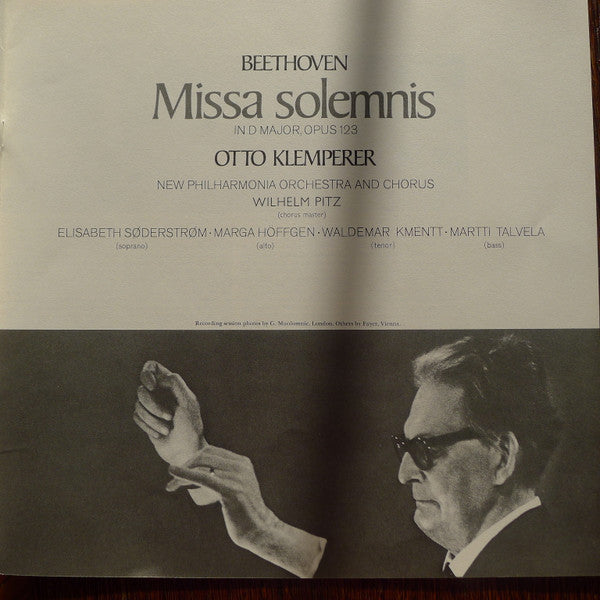 BEETHOVEN
Missa solemnis
IN D MAJOR, OPUS 123
OTTO KLEMPERER
NEW PHILHARMONIA ORCHESTRA AND CHORUS
WILHELM PITZ
(chorus master)
ELISABETH SØDERSTRØM · MARGA HÖFFGEN · WALDEMAR KMENTT · MARTTI TALVELA
(soprano) (alto) (tenor) (bass)
Recording session photos by G. London. Others by Fayer, Vienna.